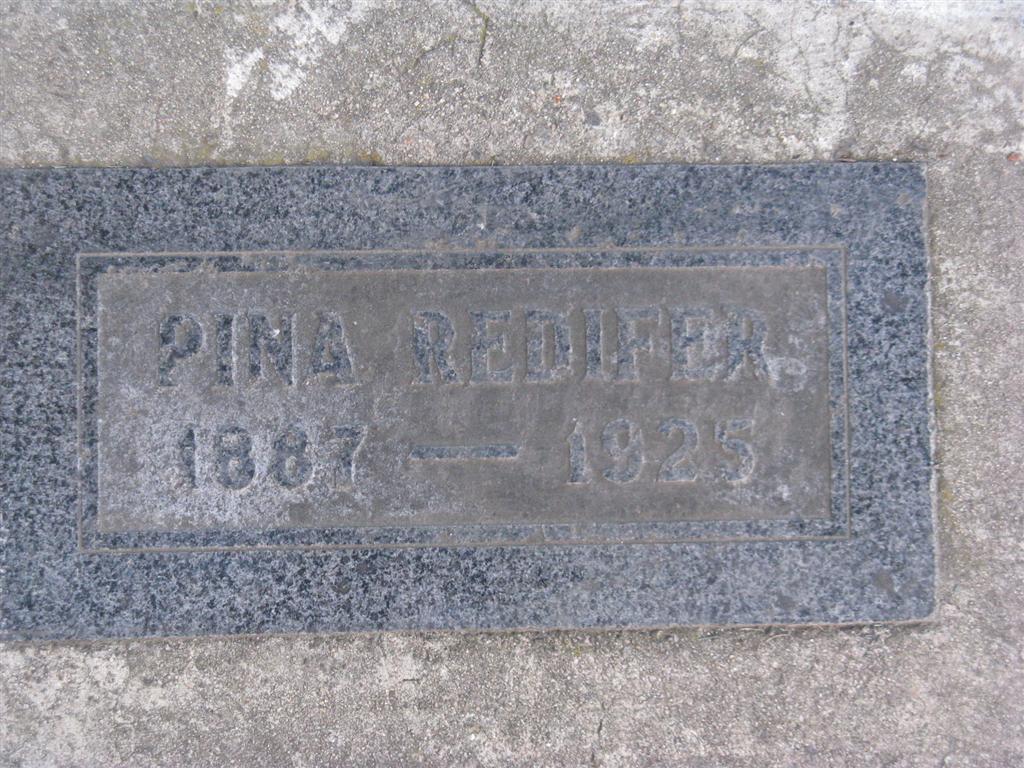 PINA REDIFER
1887 — 1925